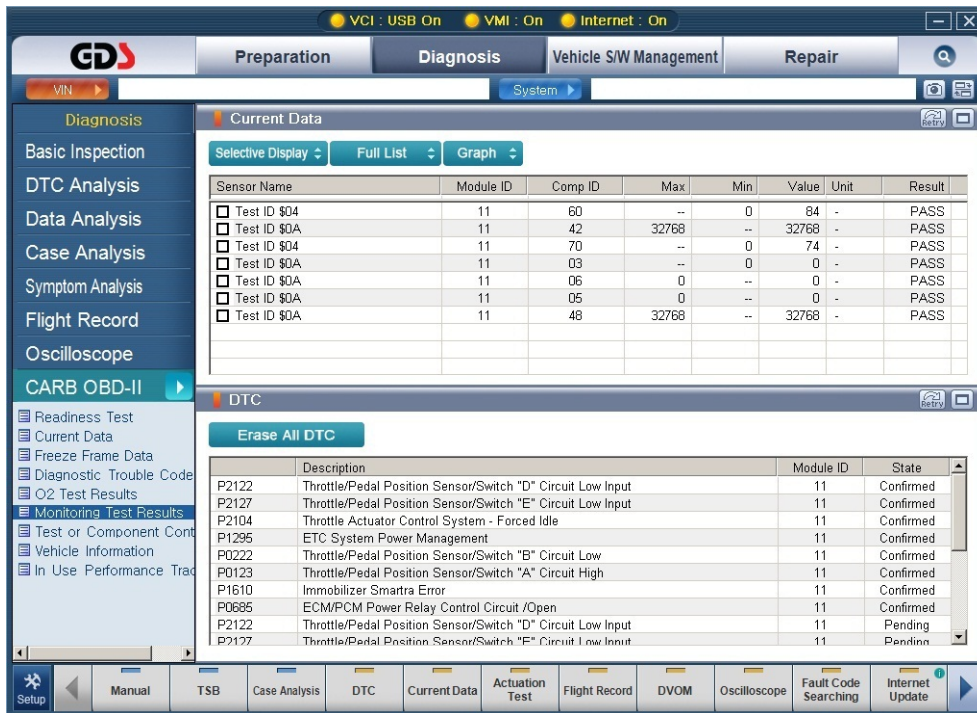 VCI : USB On VMI : On Internet : On
GDS Preparation Diagnosis Vehicle S/W Management Repair
VIN System
Diagnosis
Basic Inspection
DTC Analysis
Data Analysis
Case Analysis
Symptom Analysis
Flight Record
Oscilloscope
CARB OBD-II
Readiness Test
Current Data
Freeze Frame Data
Diagnostic Trouble Code
O2 Test Results
Monitoring Test Results
Test or Component Cont
Vehicle Information
In Use Performance Trac
Current Data Retry
Selective Display Full List Graph
Sensor Name Module ID Comp ID Max Min Value Unit Result
Test ID $04 11 60 -- 0 84 - PASS
Test ID $0A 11 42 32768 -- 32768 - PASS
Test ID $04 11 70 -- 0 74 - PASS
Test ID $0A 11 03 -- 0 0 - PASS
Test ID $0A 11 06 0 -- 0 - PASS
Test ID $0A 11 05 0 -- 0 - PASS
Test ID $0A 11 48 32768 -- 32768 - PASS
DTC Retry
Erase All DTC
Description Module ID State
P2122 Throttle/Pedal Position Sensor/Switch "D" Circuit Low Input 11 Confirmed
P2127 Throttle/Pedal Position Sensor/Switch "E" Circuit Low Input 11 Confirmed
P2104 Throttle Actuator Control System - Forced Idle 11 Confirmed
P1295 ETC System Power Management 11 Confirmed
P0222 Throttle/Pedal Position Sensor/Switch "B" Circuit Low 11 Confirmed
P0123 Throttle/Pedal Position Sensor/Switch "A" Circuit High 11 Confirmed
P1610 Immobilizer Smartra Error 11 Confirmed
P0685 ECM/PCM Power Relay Control Circuit /Open 11 Confirmed
P2122 Throttle/Pedal Position Sensor/Switch "D" Circuit Low Input 11 Pending
P2127 Throttle/Pedal Position Sensor/Switch "E" Circuit Low Input 11 Pending
Setup Manual TSB Case Analysis DTC Current Data Actuation Test Flight Record DVOM Oscilloscope Fault Code Searching Internet Update